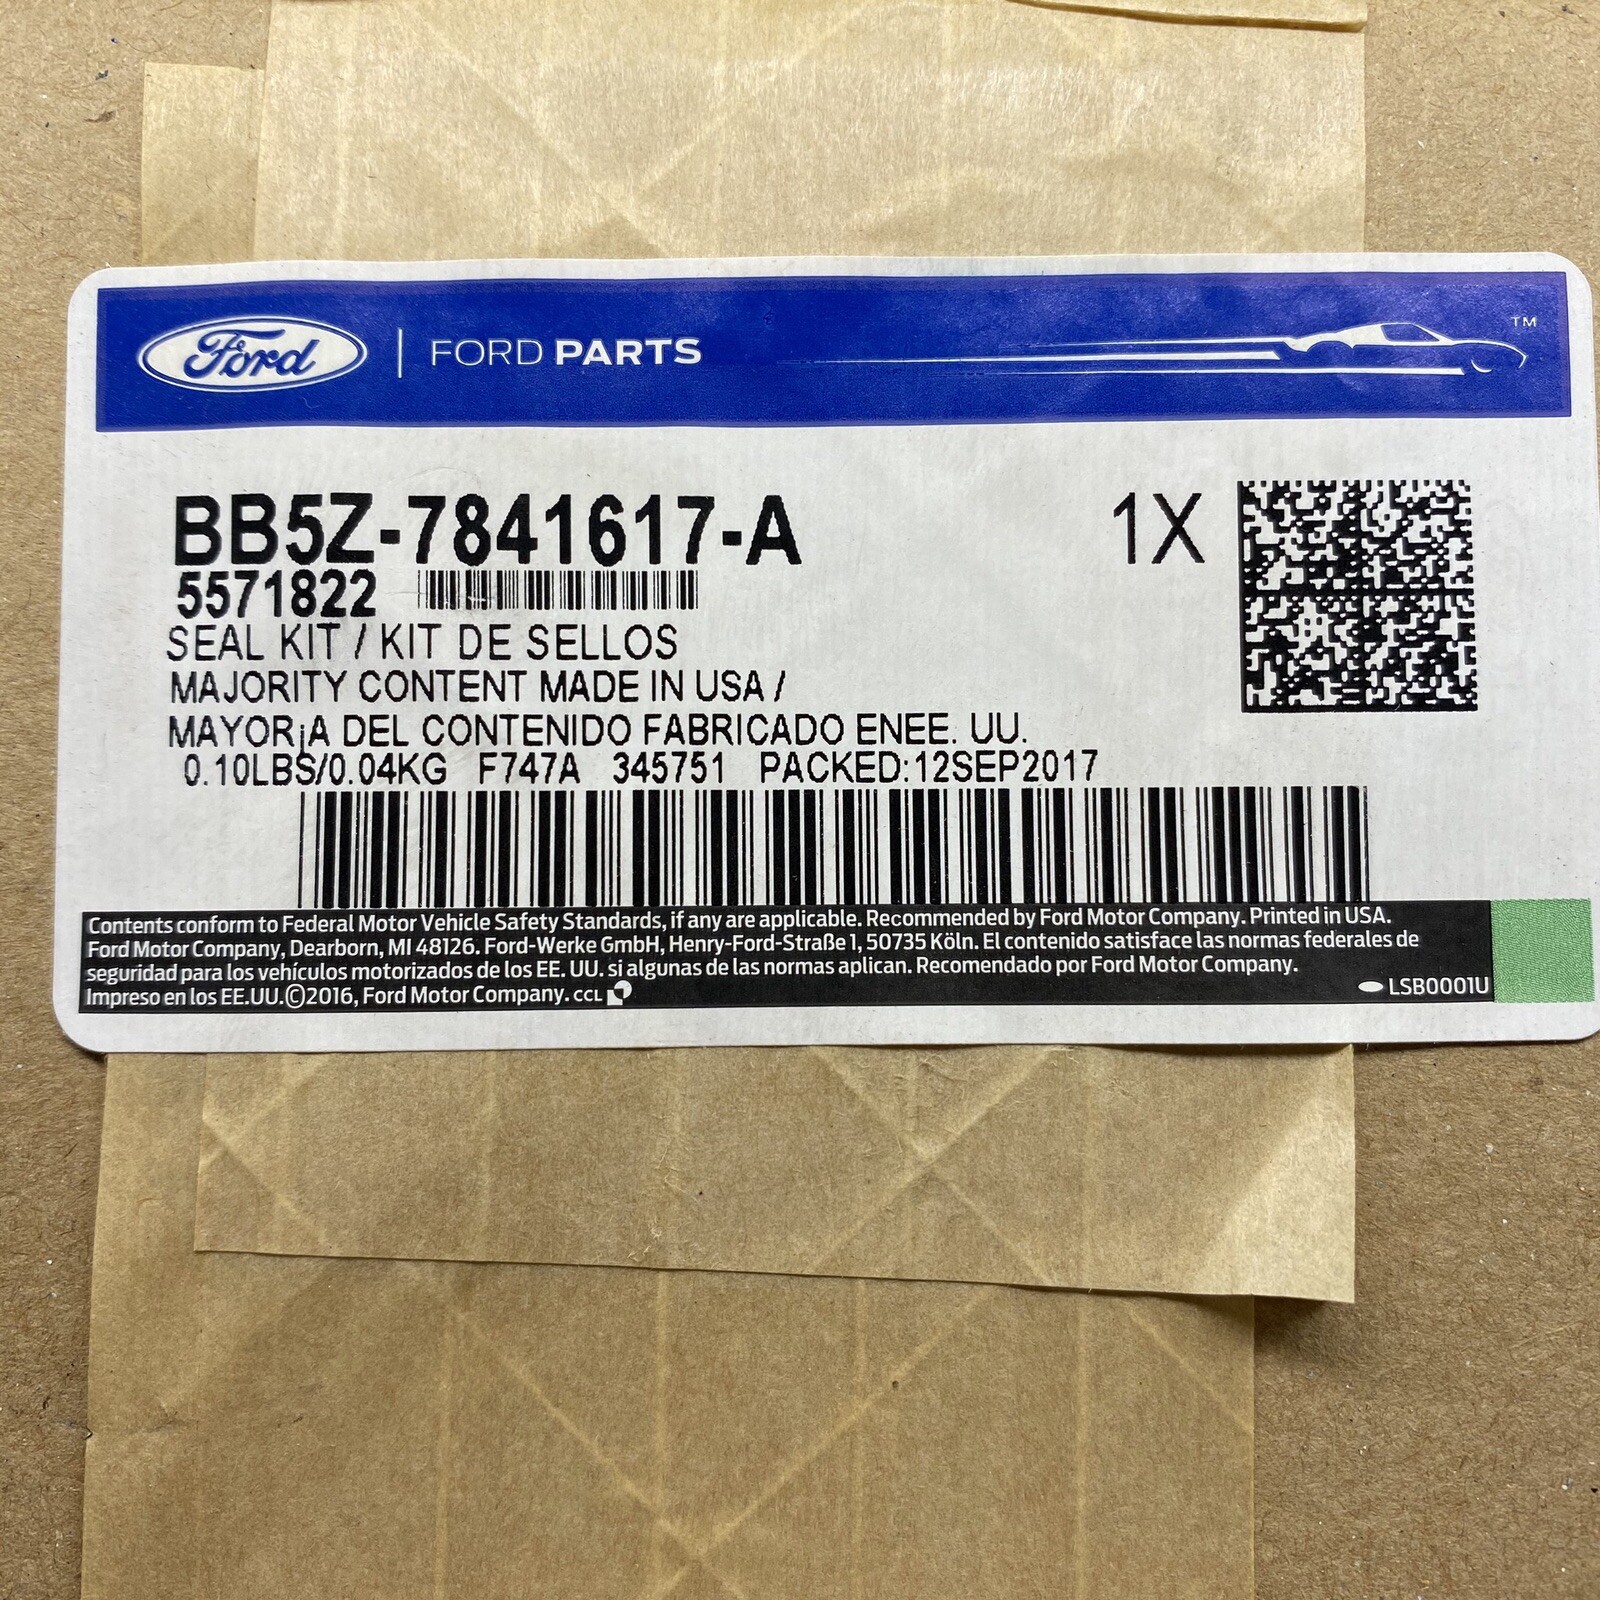 Ford | FORD PARTS TM
BB5Z-7841617-A 1X
5571822
SEAL KIT / KIT DE SELLOS
MAJORITY CONTENT MADE IN USA /
MAYOR¡A DEL CONTENIDO FABRICADO ENEE. UU.
0.10LBS/0.04KG F747A 345751 PACKED:12SEP2017
Contents conform to Federal Motor Vehicle Safety Standards, if any are applicable. Recommended by Ford Motor Company. Printed in USA.
Ford Motor Company, Dearborn, MI 48126. Ford-Werke GmbH, Henry-Ford-Straße 1, 50735 Köln. El contenido satisface las normas federales de
seguridad para los vehículos motorizados de los EE. UU. si algunas de las normas aplican. Recomendado por Ford Motor Company.
Impreso en los EE.UU.©2016, Ford Motor Company. CCL LSB0001U